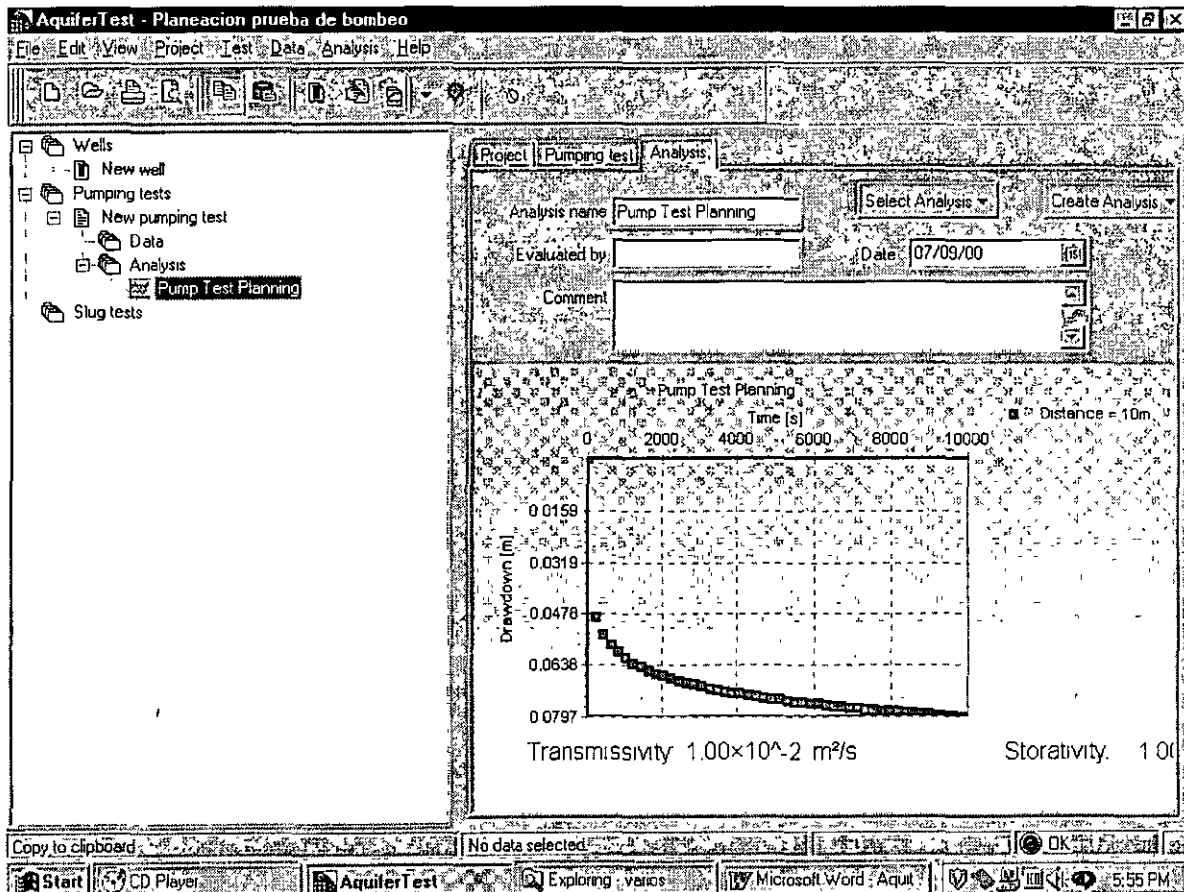 AquiferTest - Planeacion prueba de bombeo
File Edit View Project Test Data Analysis Help
Wells
New well
Pumping tests
New pumping test
Data
Analysis
Pump Test Planning
Slug tests
Project Pumping test Analysis
Analysis name Pump Test Planning Select Analysis Create Analysis
Evaluated by Date 07/09/00
Comment
Pump Test Planning
Time [s]
Distance = 10m
0 2000 4000 6000 8000 10000
0.0159
0.0319
0.0478
0.0638
0.0797
Drawdown [m]
Transmissivity 1.00×10^-2 m²/s Storativity. 1 00
Copy to clipboard No data selected OK
Start CD Player AquiferTest Exploring varios Microsoft Word Aquif 5:55 PM